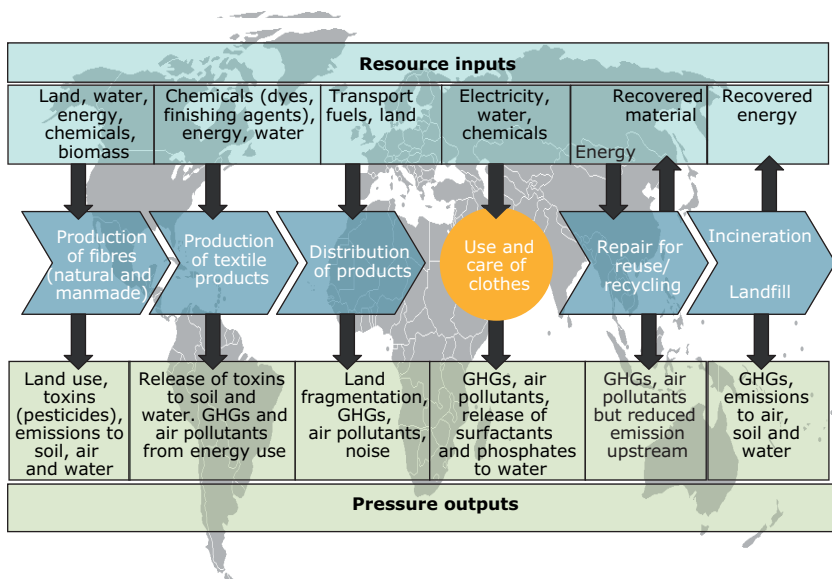 Resource inputs
Land, water,
energy,
chemicals,
biomass
Chemicals (dyes,
finishing agents),
energy, water
Transport
fuels, land
Electricity,
water,
chemicals
Recovered
material
Energy
Recovered
energy
Production
of fibres
(natural and
manmade)
Production
of textile
products
Distribution
of products
Use and
care of
clothes
Repair for
reuse/
recycling
Incineration
Landfill
Land use,
toxins
(pesticides),
emissions to
soil, air
and water
Release of toxins
to soil and
water. GHGs and
air pollutants
from energy use
Land
fragmentation,
GHGs,
air pollutants,
noise
GHGs, air
pollutants,
release of
surfactants
and phosphates
to water
GHGs, air
pollutants
but reduced
emission
upstream
GHGs,
emissions
to air,
soil and
water
Pressure outputs